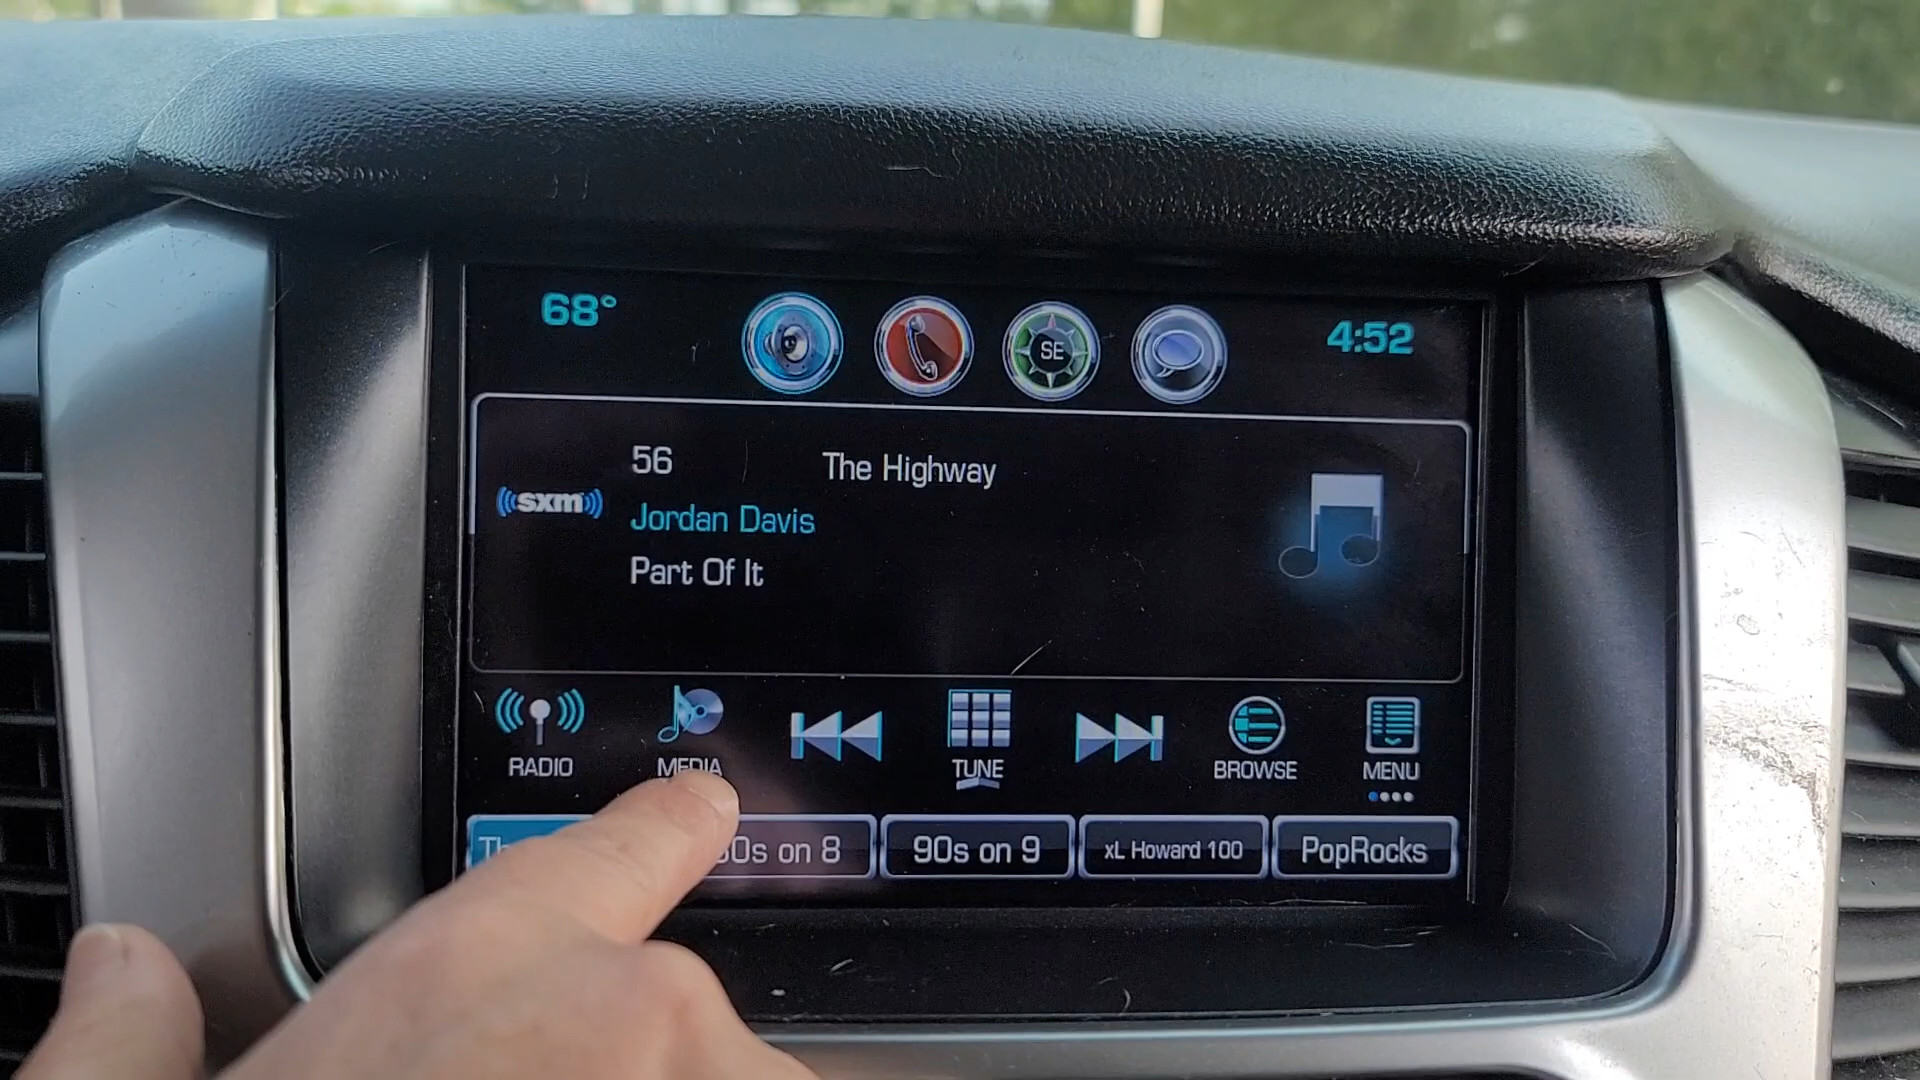 68°
SE
4:52
56 The Highway
sxm
Jordan Davis
Part Of It
RADIO MEDIA TUNE BROWSE MENU
on 8 90s on 9 xL Howard 100 PopRocks